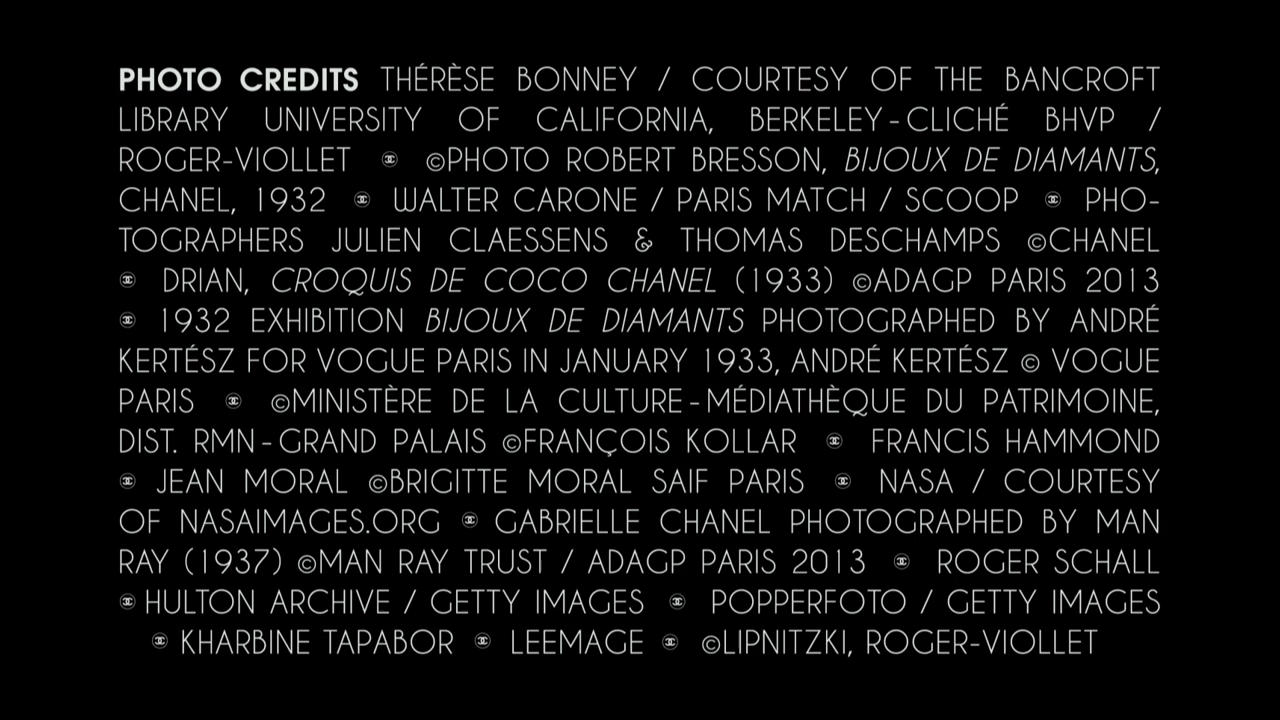 PHOTO CREDITS THÉRÈSE BONNEY / COURTESY OF THE BANCROFT
LIBRARY UNIVERSITY OF CALIFORNIA, BERKELEY-CLICHÉ BHVP /
ROGER-VIOLLET ©PHOTO ROBERT BRESSON, BIJOUX DE DIAMANTS,
CHANEL, 1932 WALTER CARONE / PARIS MATCH / SCOOP PHO-
TOGRAPHERS JULIEN CLAESSENS & THOMAS DESCHAMPS ©CHANEL
DRIAN, CROQUIS DE COCO CHANEL (1933) ©ADAGP PARIS 2013
1932 EXHIBITION BIJOUX DE DIAMANTS PHOTOGRAPHED BY ANDRÉ
KERTÉSZ FOR VOGUE PARIS IN JANUARY 1933, ANDRÉ KERTÉSZ © VOGUE
PARIS ©MINISTÈRE DE LA CULTURE-MÉDIATHÈQUE DU PATRIMOINE,
DIST. RMN-GRAND PALAIS ©FRANÇOIS KOLLAR FRANCIS HAMMOND
JEAN MORAL ©BRIGITTE MORAL SAIF PARIS NASA / COURTESY
OF NASAIMAGES.ORG GABRIELLE CHANEL PHOTOGRAPHED BY MAN
RAY (1937) ©MAN RAY TRUST / ADAGP PARIS 2013 ROGER SCHALL
HULTON ARCHIVE / GETTY IMAGES POPPERFOTO / GETTY IMAGES
KHARBINE TAPABOR LEEMAGE ©LIPNITZKI, ROGER-VIOLLET